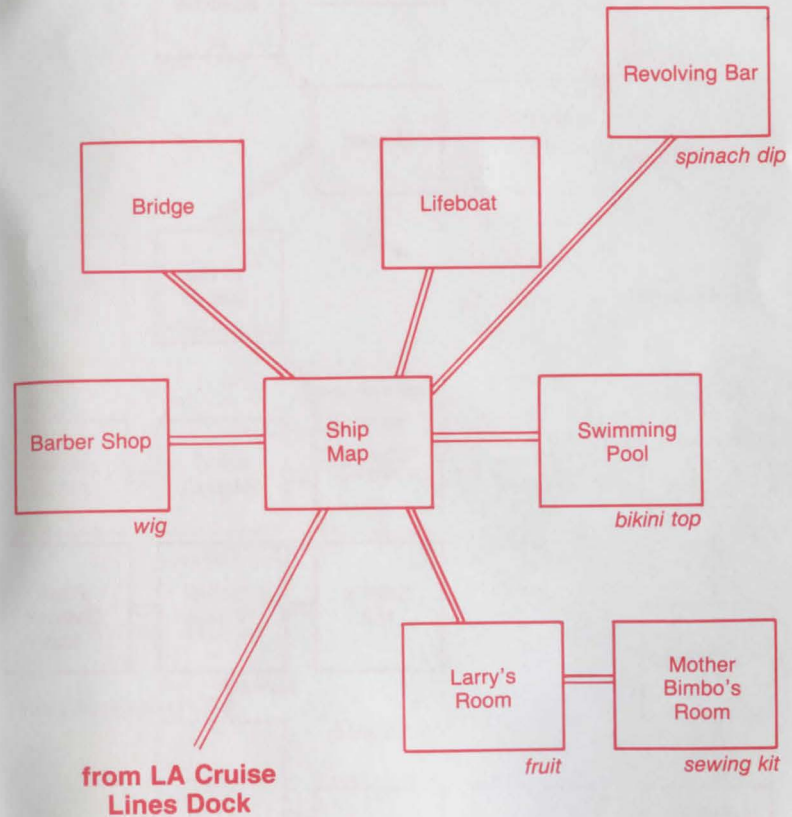 Revolving Bar
spinach dip
Bridge
Lifeboat
Barber Shop
wig
Ship
Map
Swimming
Pool
bikini top
Larry's
Room
fruit
Mother
Bimbo's
Room
sewing kit
from LA Cruise
Lines Dock